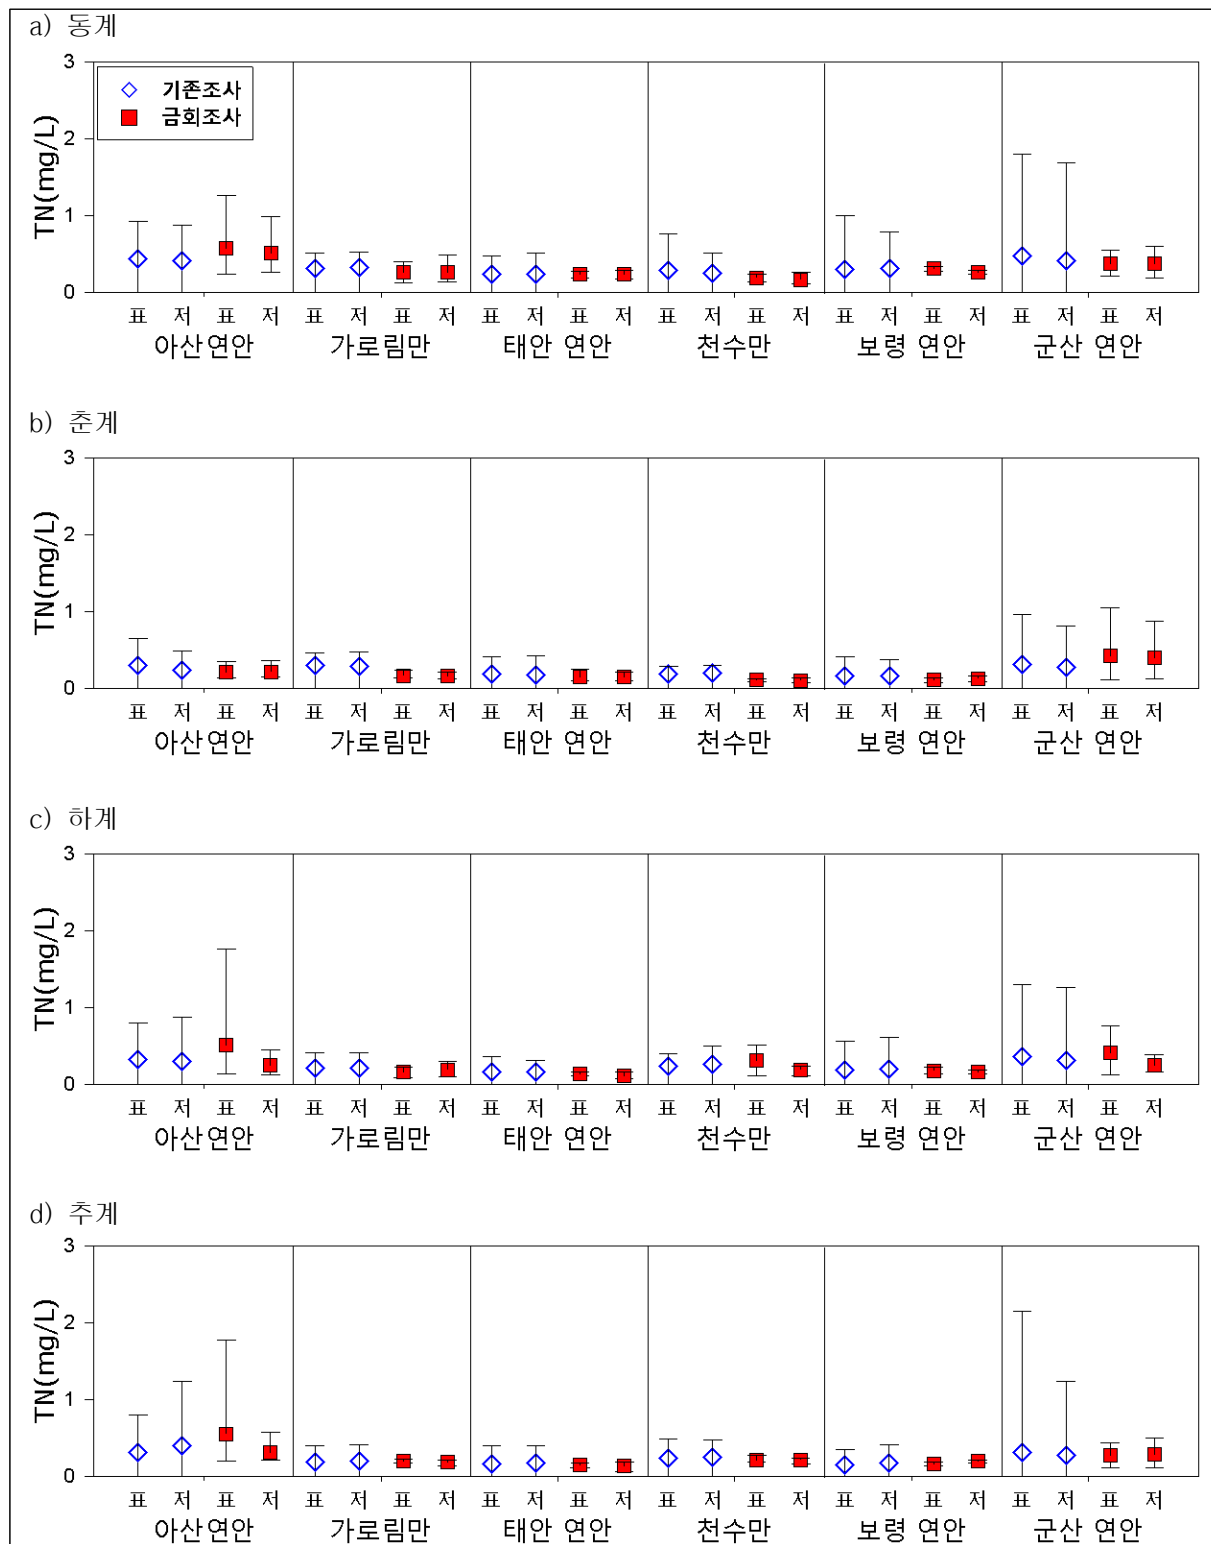 a) 동계
3
기존조사
금회조사
2
1
0
TN(mg/L)
표 저 표 저 표 저 표 저 표 저 표 저 표 저 표 저 표 저 표 저 표 저 표 저
아산연안 가로림만 태안 연안 천수만 보령 연안 군산 연안
b) 춘계
3
2
1
0
TN(mg/L)
표 저 표 저 표 저 표 저 표 저 표 저 표 저 표 저 표 저 표 저 표 저 표 저
아산연안 가로림만 태안 연안 천수만 보령 연안 군산 연안
c) 하계
3
2
1
0
TN(mg/L)
표 저 표 저 표 저 표 저 표 저 표 저 표 저 표 저 표 저 표 저 표 저 표 저
아산연안 가로림만 태안 연안 천수만 보령 연안 군산 연안
d) 추계
3
2
1
0
TN(mg/L)
표 저 표 저 표 저 표 저 표 저 표 저 표 저 표 저 표 저 표 저 표 저 표 저
아산연안 가로림만 태안 연안 천수만 보령 연안 군산 연안